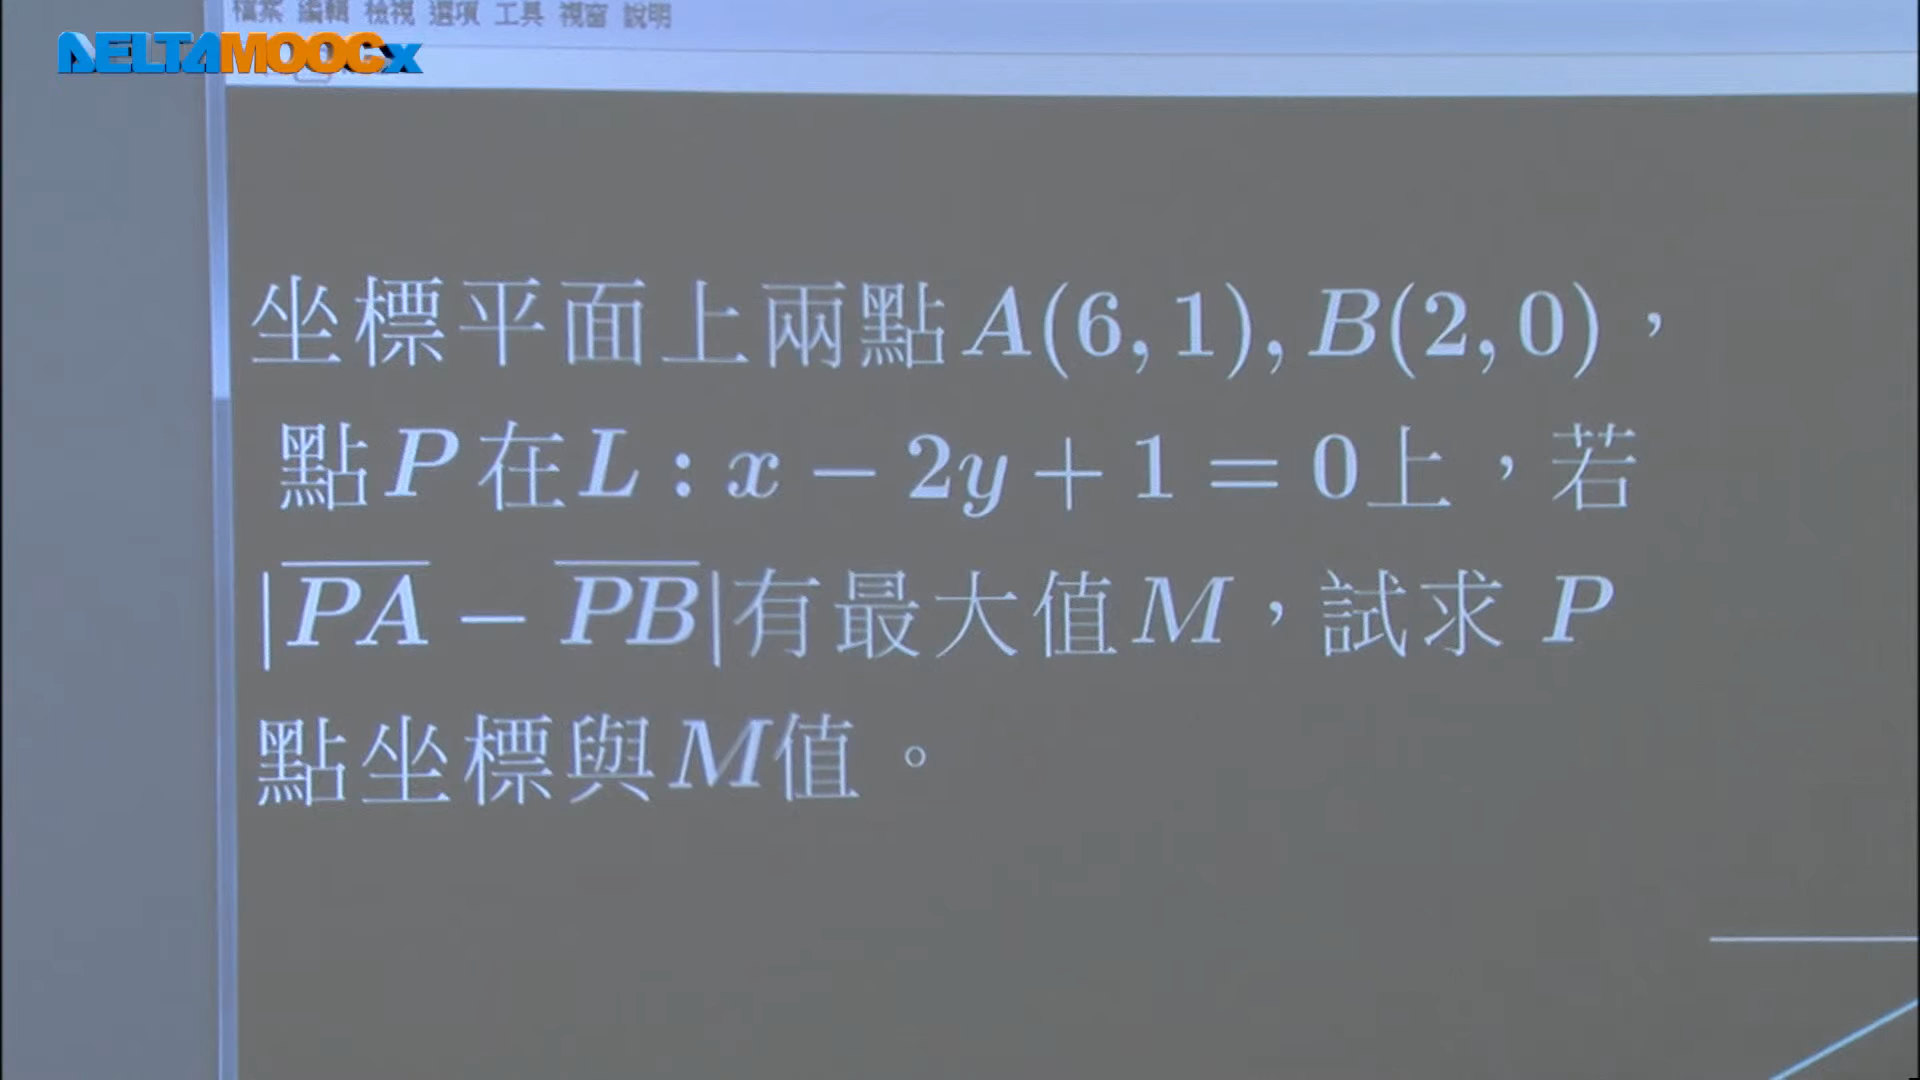 檔案 編輯 檢視 選項 工具 視窗 說明
DELTAMOOCx
坐標平面上兩點A(6,1),B(2,0)，
點P在L:x-2y+1=0上，若
|PA-PB|有最大值M，試求 P
點坐標與M值。